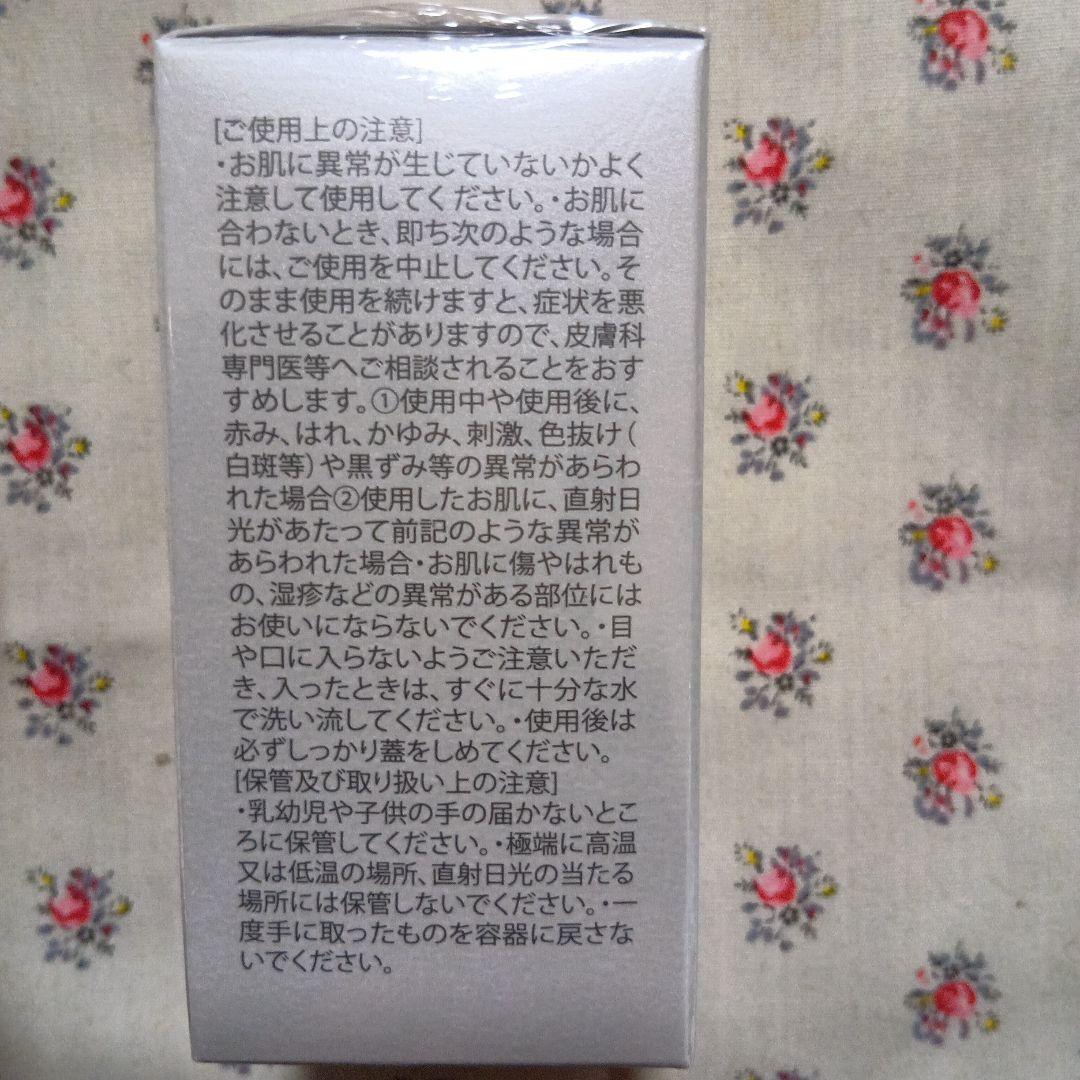 [ご使用上の注意]
・お肌に異常が生じていないかよく
注意して使用してください。・お肌に
合わないとき、即ち次のような場合
には、ご使用を中止してください。そ
のまま使用を続けますと、症状を悪
化させることがありますので、皮膚科
専門医等へご相談されることをおす
すめします。①使用中や使用後に、
赤み、はれ、かゆみ、刺激、色抜け(
白斑等)や黒ずみ等の異常があらわ
れた場合②使用したお肌に、直射日
光があたって前記のような異常が
あらわれた場合・お肌に傷やはれも
の、湿疹などの異常がある部位には
お使いにならないでください。・目
や口に入らないようご注意いただ
き、入ったときは、すぐに十分な水
で洗い流してください。・使用後は
必ずしっかり蓋をしめてください。
[保管及び取り扱い上の注意]
・乳幼児や子供の手の届かないとこ
ろに保管してください。・極端に高温
又は低温の場所、直射日光の当たる
場所には保管しないでください。・一
度手に取ったものを容器に戻さな
いでください。